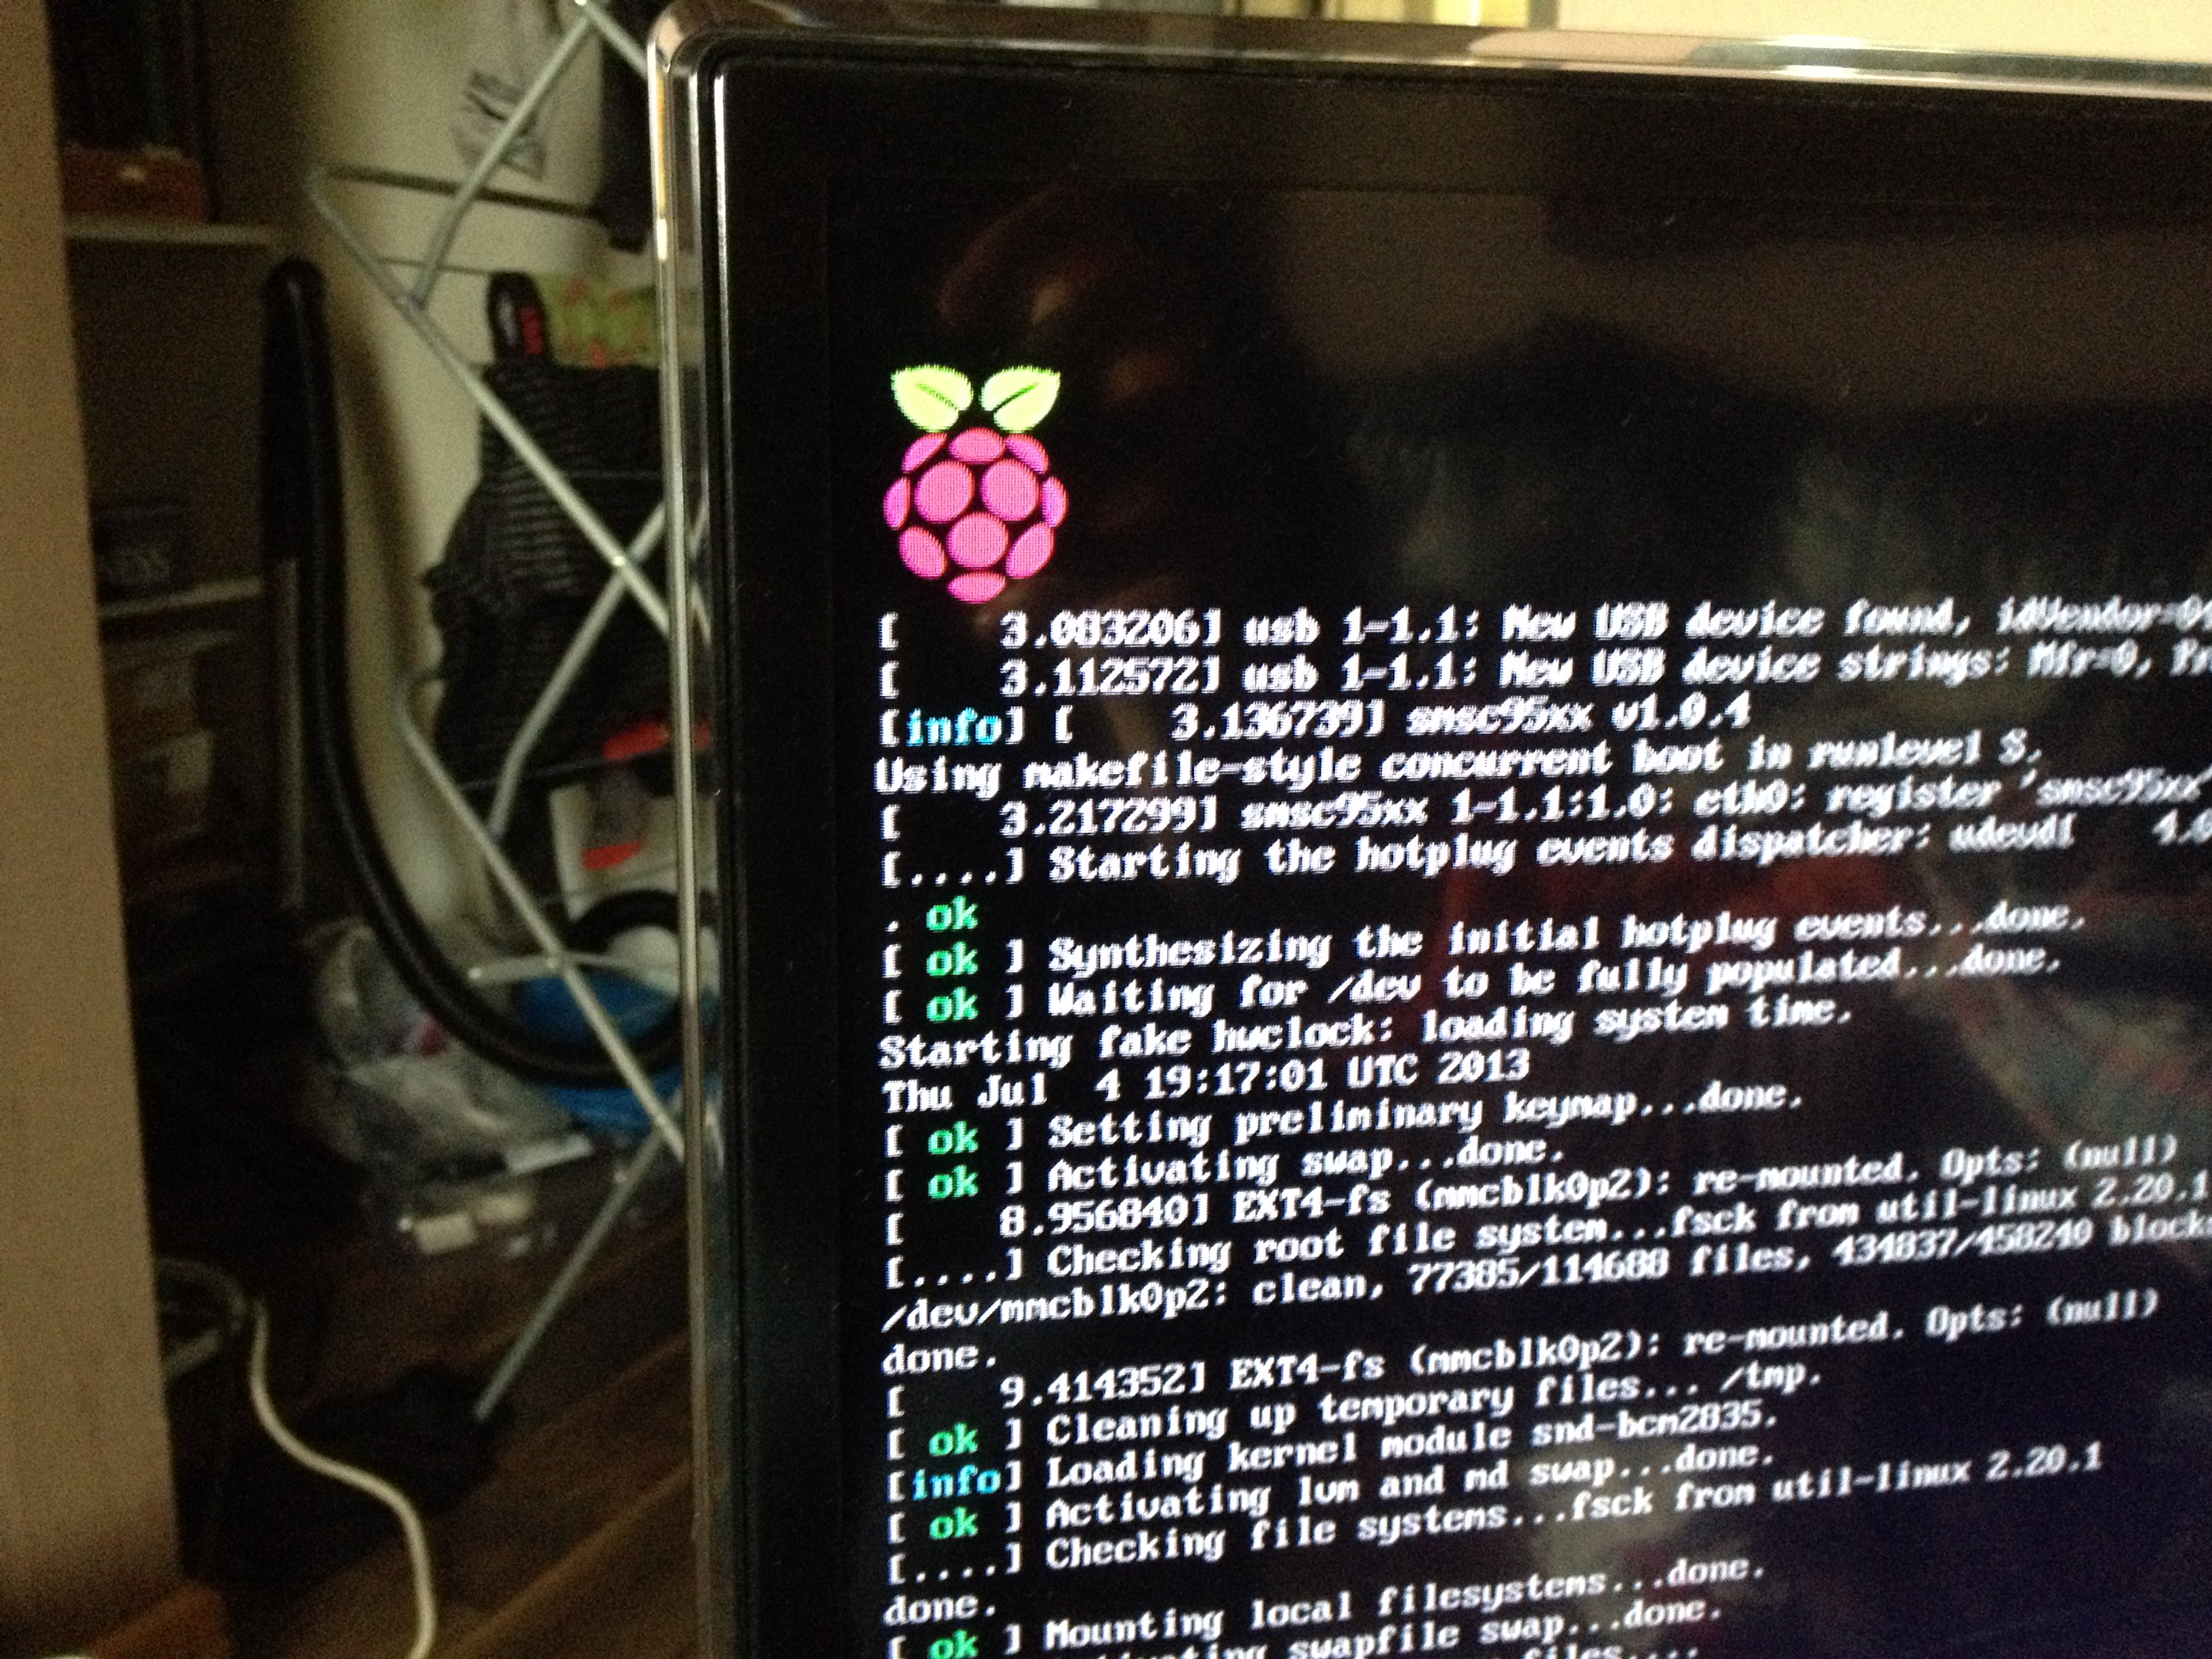 [    3.083206] usb 1-1.1: New USB device found, idVendor=0
[    3.112572] usb 1-1.1: New USB device strings: Mfr=0,
[info] [    3.136739] smsc95xx v1.0.4
Using makefile-style concurrent boot in runlevel S.
[    3.217299] smsc95xx 1-1.1:1.0: eth0: register 'smsc95xx'
[....] Starting the hotplug events dispatcher: udevd[    4.0
. ok
[ ok ] Synthesizing the initial hotplug events...done.
[ ok ] Waiting for /dev to be fully populated...done.
Starting fake hwclock: loading system time.
Thu Jul  4 19:17:01 UTC 2013
[ ok ] Setting preliminary keymap...done.
[ ok ] Activating swap...done.
[    8.956840] EXT4-fs (mmcblk0p2): re-mounted. Opts: (null)
[....] Checking root file system...fsck from util-linux 2.20.1
/dev/mmcblk0p2: clean, 77385/114688 files, 434837/458240 block
done.
[    9.414352] EXT4-fs (mmcblk0p2): re-mounted. Opts: (null)
[ ok ] Cleaning up temporary files... /tmp.
[info] Loading kernel module snd-bcm2835.
[ ok ] Activating lvm and md swap...done.
[....] Checking file systems...fsck from util-linux 2.20.1
done.
[ ok ] Mounting local filesystems...done.
swapfile swap...done.
files....